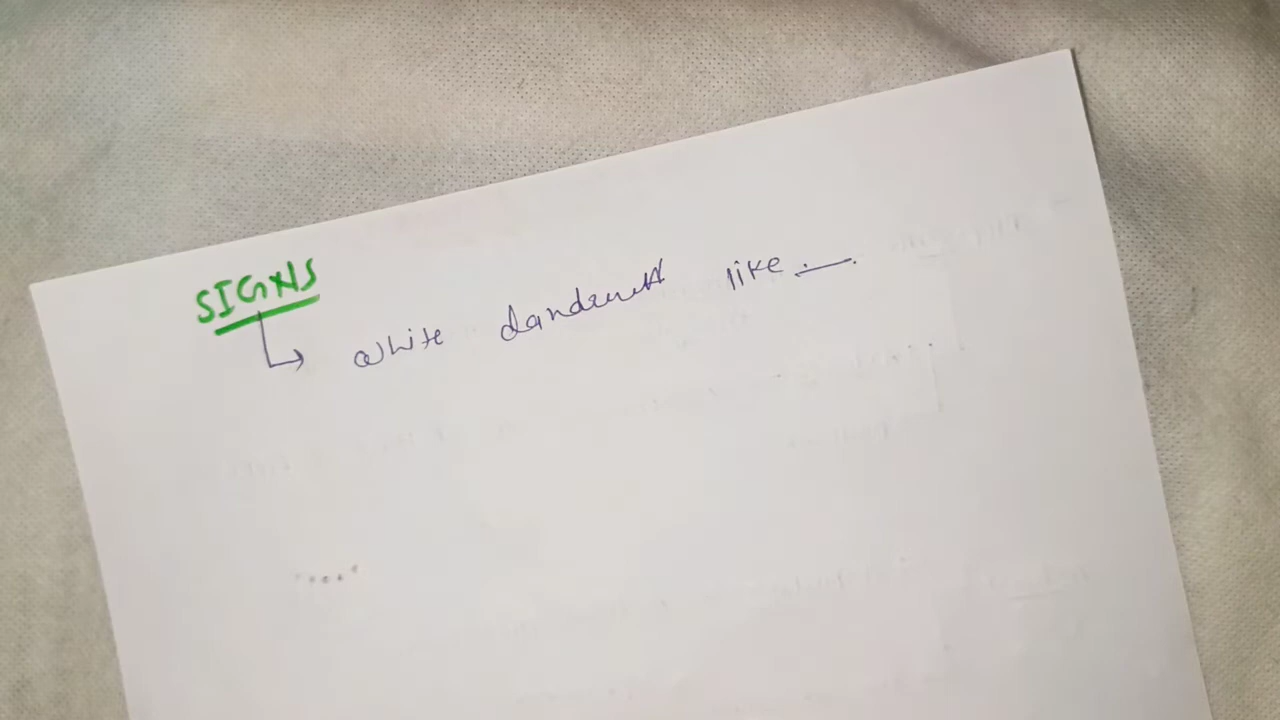 SIGNS
↳ white dandruff like —.